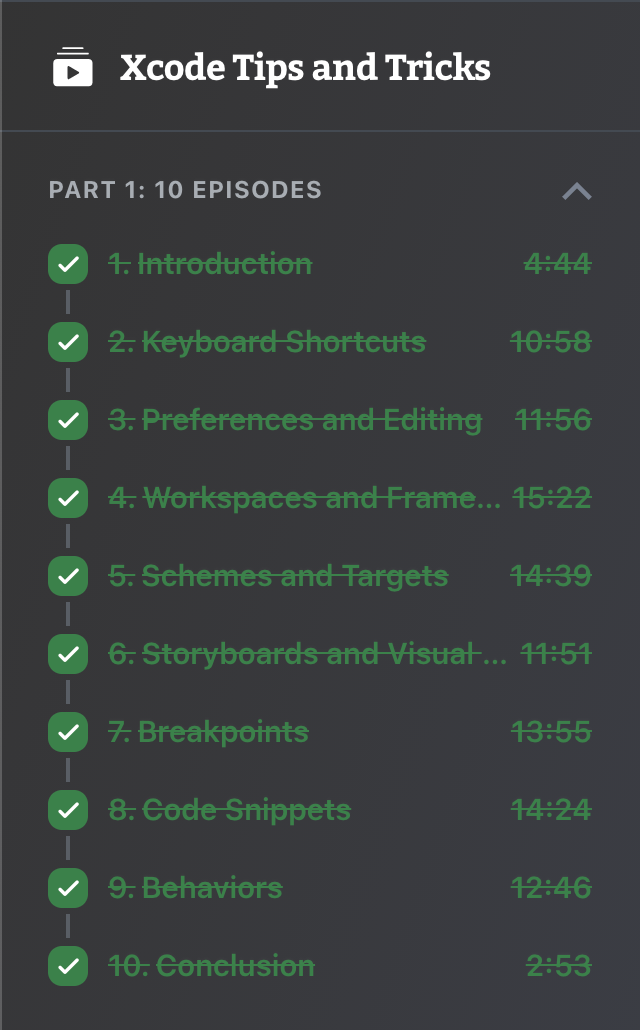 Xcode Tips and Tricks
PART 1: 10 EPISODES
1. Introduction 4:44
2. Keyboard Shortcuts 10:58
3. Preferences and Editing 11:56
4. Workspaces and Frame... 15:22
5. Schemes and Targets 14:39
6. Storyboards and Visual ... 11:51
7. Breakpoints 13:55
8. Code Snippets 14:24
9. Behaviors 12:46
10. Conclusion 2:53